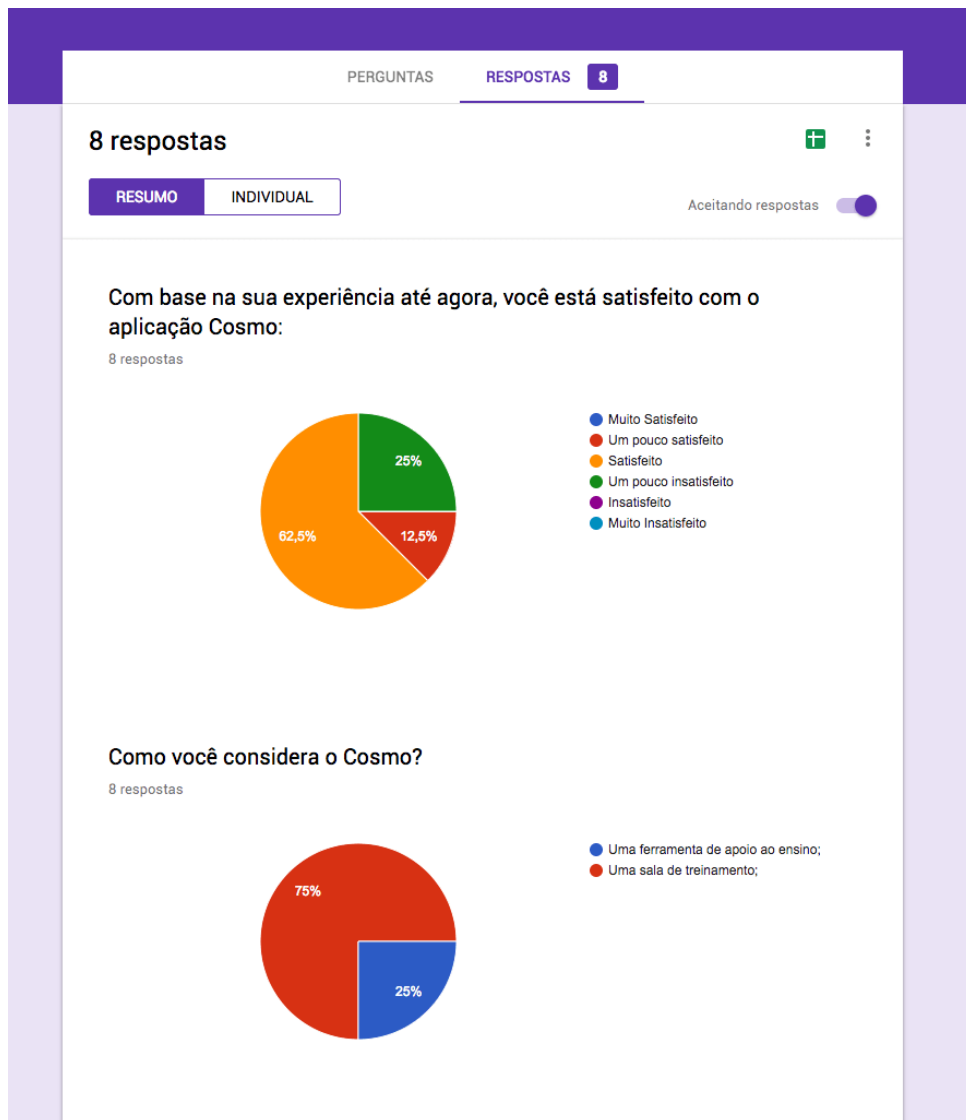 PERGUNTAS RESPOSTAS 8
8 respostas
RESUMO INDIVIDUAL
Aceitando respostas
Com base na sua experiência até agora, você está satisfeito com o
aplicação Cosmo:
8 respostas
25%
62,5%
12,5%
Muito Satisfeito
Um pouco satisfeito
Satisfeito
Um pouco insatisfeito
Insatisfeito
Muito Insatisfeito
Como você considera o Cosmo?
8 respostas
75%
25%
Uma ferramenta de apoio ao ensino;
Uma sala de treinamento;